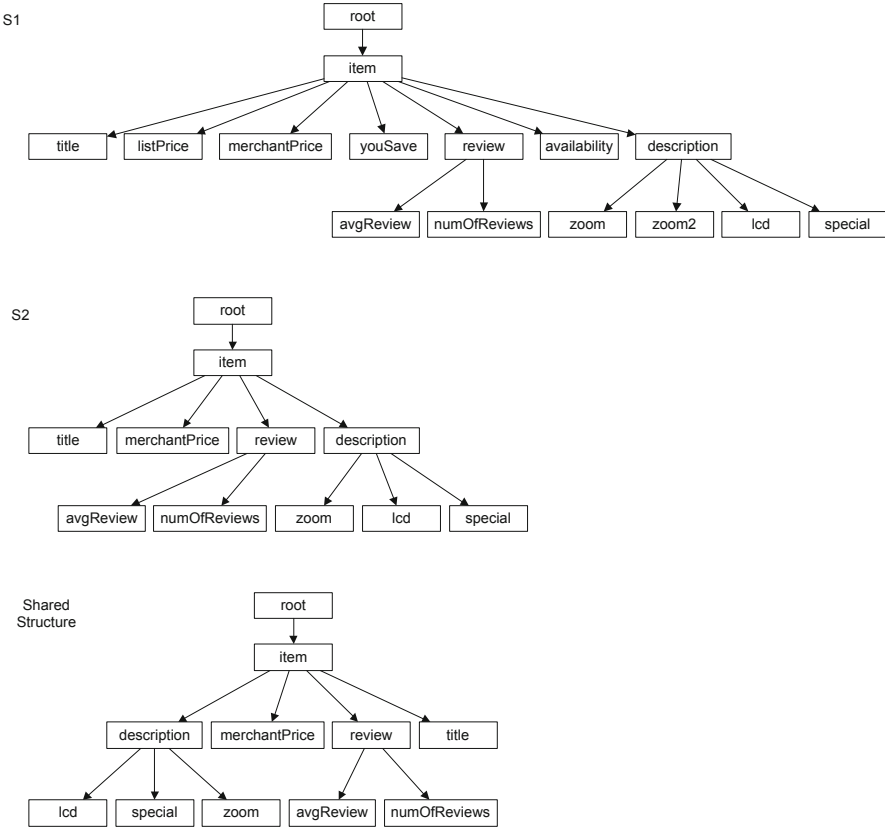 S1
root
item
title listPrice merchantPrice youSave review availability description
avgReview numOfReviews zoom zoom2 lcd special
S2
root
item
title merchantPrice review description
avgReview numOfReviews zoom lcd special
Shared
Structure
root
item
description merchantPrice review title
lcd special zoom avgReview numOfReviews